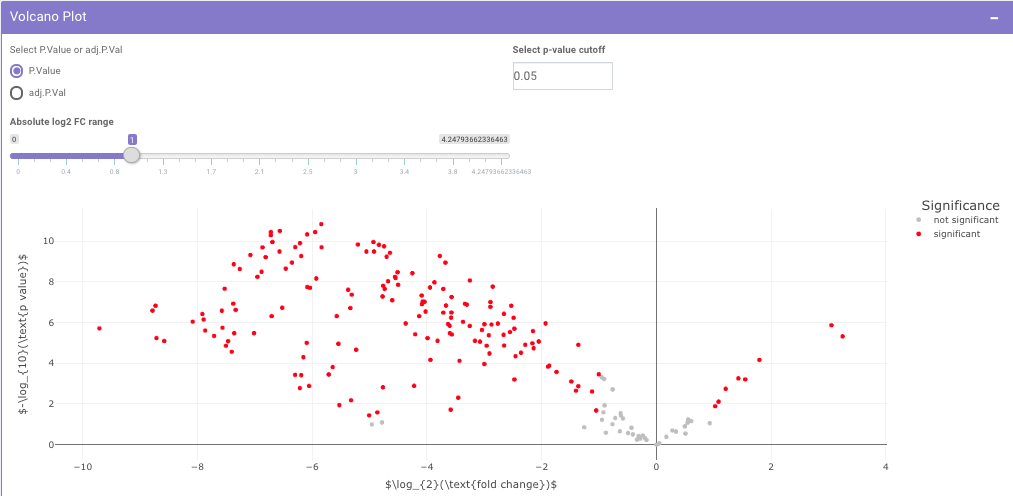 Volcano Plot
Select P.Value or adj.P.Val
P.Value
adj.P.Val
Select p-value cutoff
0.05
Absolute log2 FC range
0 1 4.24793662336463
0 0.4 0.8 1.3 1.7 2.1 2.5 3 3.4 3.8 4.24793662336463
Significance
not significant
significant
10
8
6
4
2
0
$-\log_{10}(\text{p value})$
−10 −8 −6 −4 −2 0 2 4
$\log_{2}(\text{fold change})$